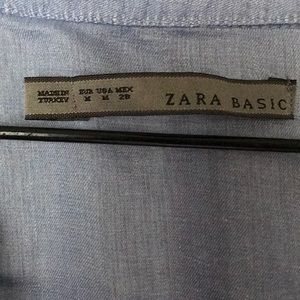 MADE IN EUR USA MEX
TURKEY M M 28
ZARA BASIC